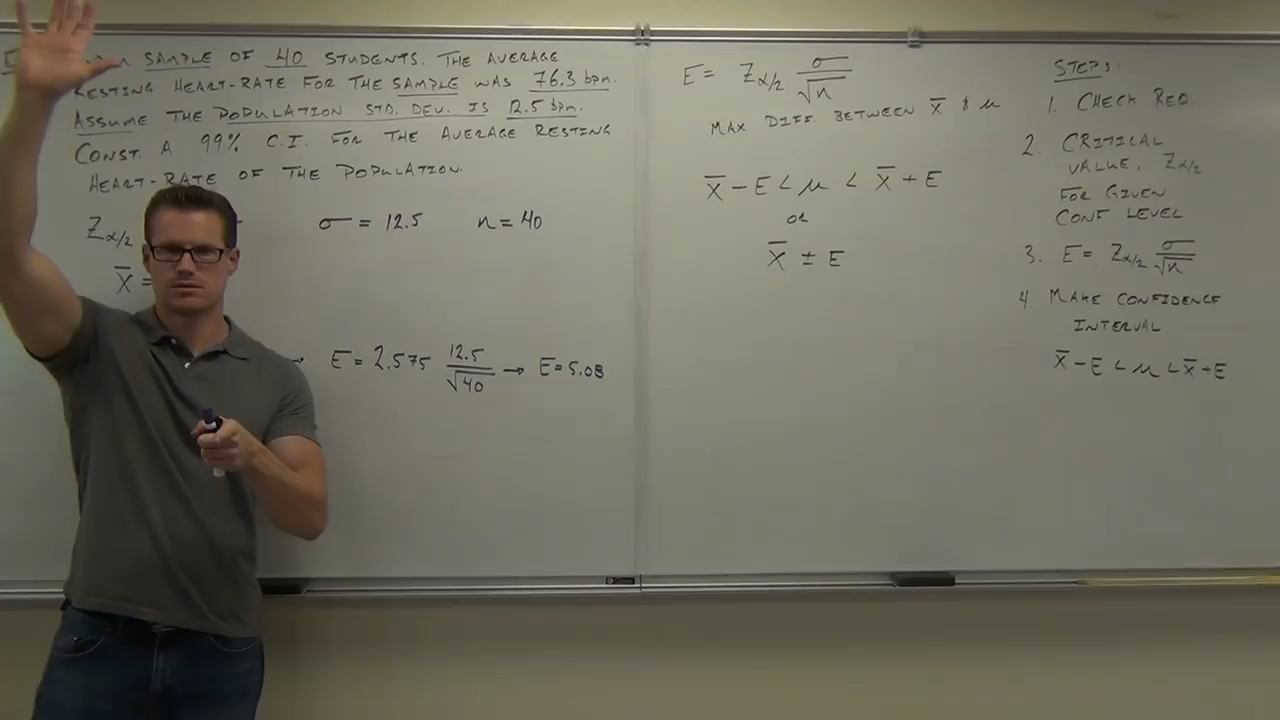 SAMPLE OF 40 STUDENTS. THE AVERAGE
RESTING HEART-RATE FOR THE SAMPLE WAS 76.3 bpm.
ASSUME THE POPULATION STD. DEV. IS 12.5 bpm.
CONST. A 99% C.I. FOR THE AVERAGE RESTING
HEART-RATE OF THE POPULATION.
Zα/2 σ = 12.5 n = 40
X̄ =
→ E = 2.575 12.5/√40 → E = 5.08
E = Zα/2 σ/√n
MAX DIFF BETWEEN X̄ & μ
X̄ - E < μ < X̄ + E
OR
X̄ ± E
STEPS:
1. CHECK REQ.
2. CRITICAL
VALUE, Zα/2
FOR GIVEN
CONF LEVEL
3. E = Zα/2 σ/√n
4. MAKE CONFIDENCE
INTERVAL
X̄ - E < μ < X̄ + E